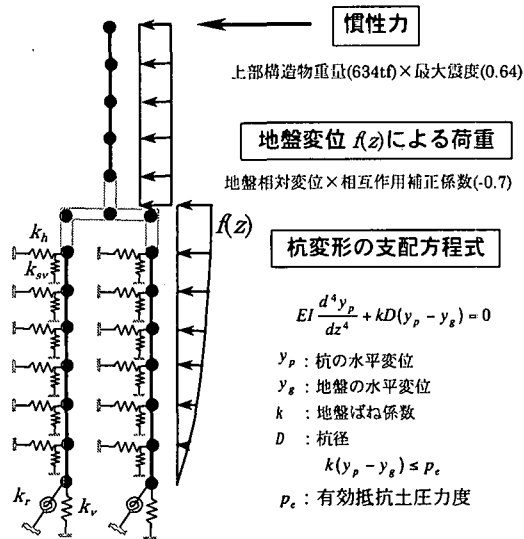 慣性力
上部構造物重量(634tf)×最大震度(0.64)
地盤変位 f(z)による荷重
地盤相対変位×相互作用補正係数(-0.7)
f(z)
杭変形の支配方程式
k_h
k_sv
EI d⁴y_p/dz⁴ + kD(y_p − y_g) = 0
y_p : 杭の水平変位
y_g : 地盤の水平変位
k : 地盤ばね係数
D : 杭径
k(y_p − y_g) ≤ p_e
p_e : 有効抵抗土圧力度
k_r
k_v